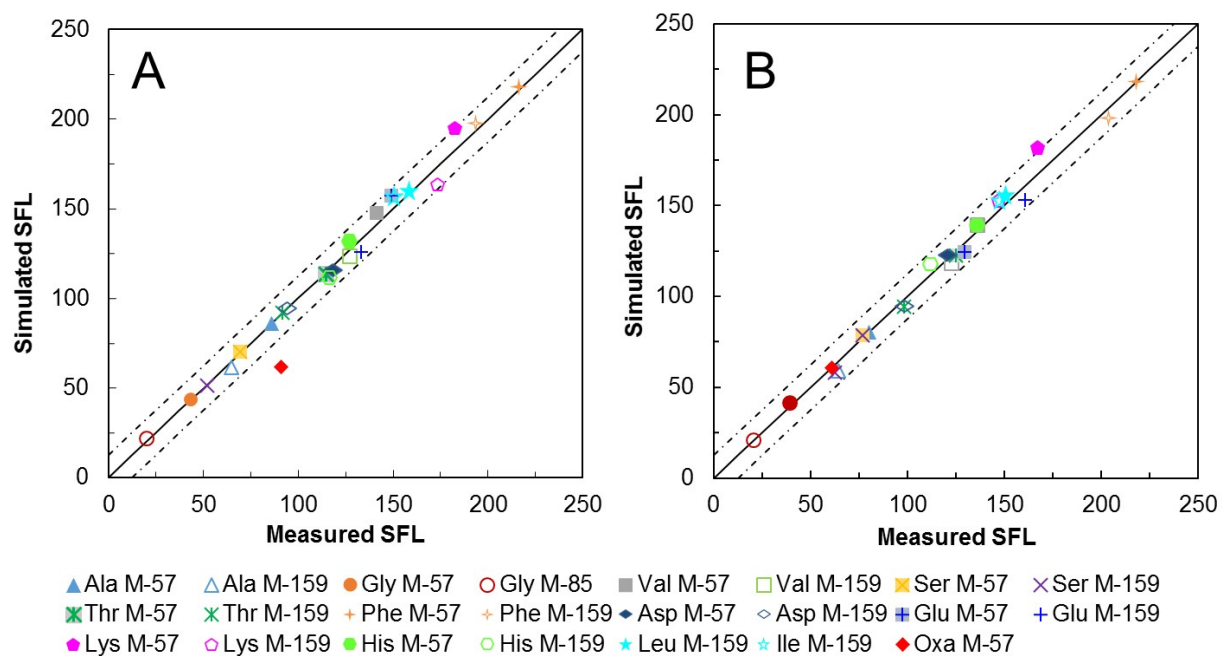 A
250
200
150
100
50
0
Simulated SFL
0 50 100 150 200 250
Measured SFL
B
250
200
150
100
50
0
Simulated SFL
0 50 100 150 200 250
Measured SFL
Ala M-57 Ala M-159 Gly M-57 Gly M-85 Val M-57 Val M-159 Ser M-57 Ser M-159
Thr M-57 Thr M-159 Phe M-57 Phe M-159 Asp M-57 Asp M-159 Glu M-57 Glu M-159
Lys M-57 Lys M-159 His M-57 His M-159 Leu M-159 Ile M-159 Oxa M-57